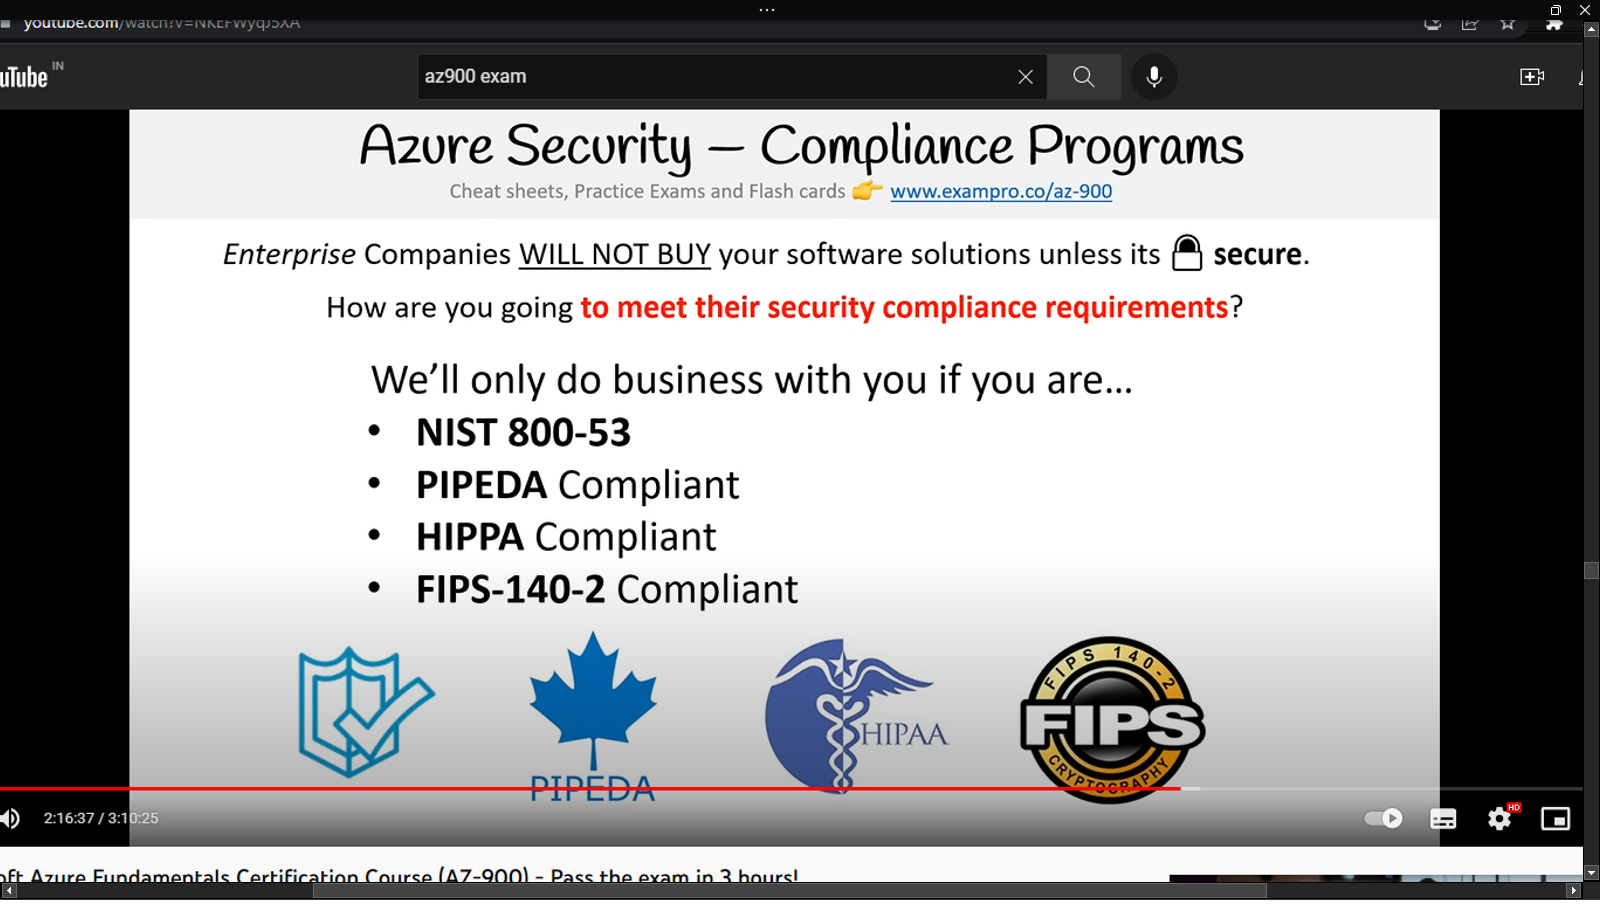 youtube.com/watch?v=NKEFWyqJ5XA
uTube IN
az900 exam
Azure Security – Compliance Programs
Cheat sheets, Practice Exams and Flash cards 👉 www.exampro.co/az-900
Enterprise Companies WILL NOT BUY your software solutions unless its secure.
How are you going to meet their security compliance requirements?
We'll only do business with you if you are...
• NIST 800-53
• PIPEDA Compliant
• HIPPA Compliant
• FIPS-140-2 Compliant
PIPEDA
HIPAA
FIPS 140-2
FIPS
CRYPTOGRAPHY
2:16:37 / 3:10:25
HD
oft Azure Fundamentals Certification Course (AZ-900) - Pass the exam in 3 hours!